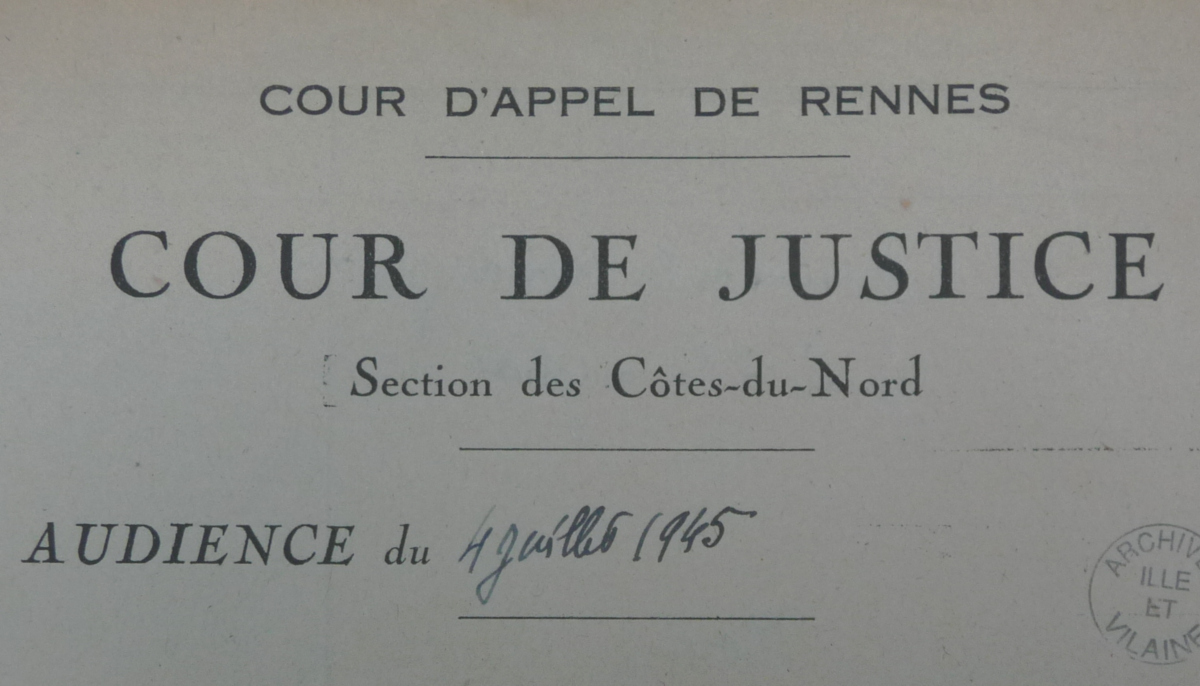 COUR D'APPEL DE RENNES
COUR DE JUSTICE
Section des Côtes-du-Nord
AUDIENCE du 4 juillet 1945
ARCHIVE
ILLE
ET
VILAINE